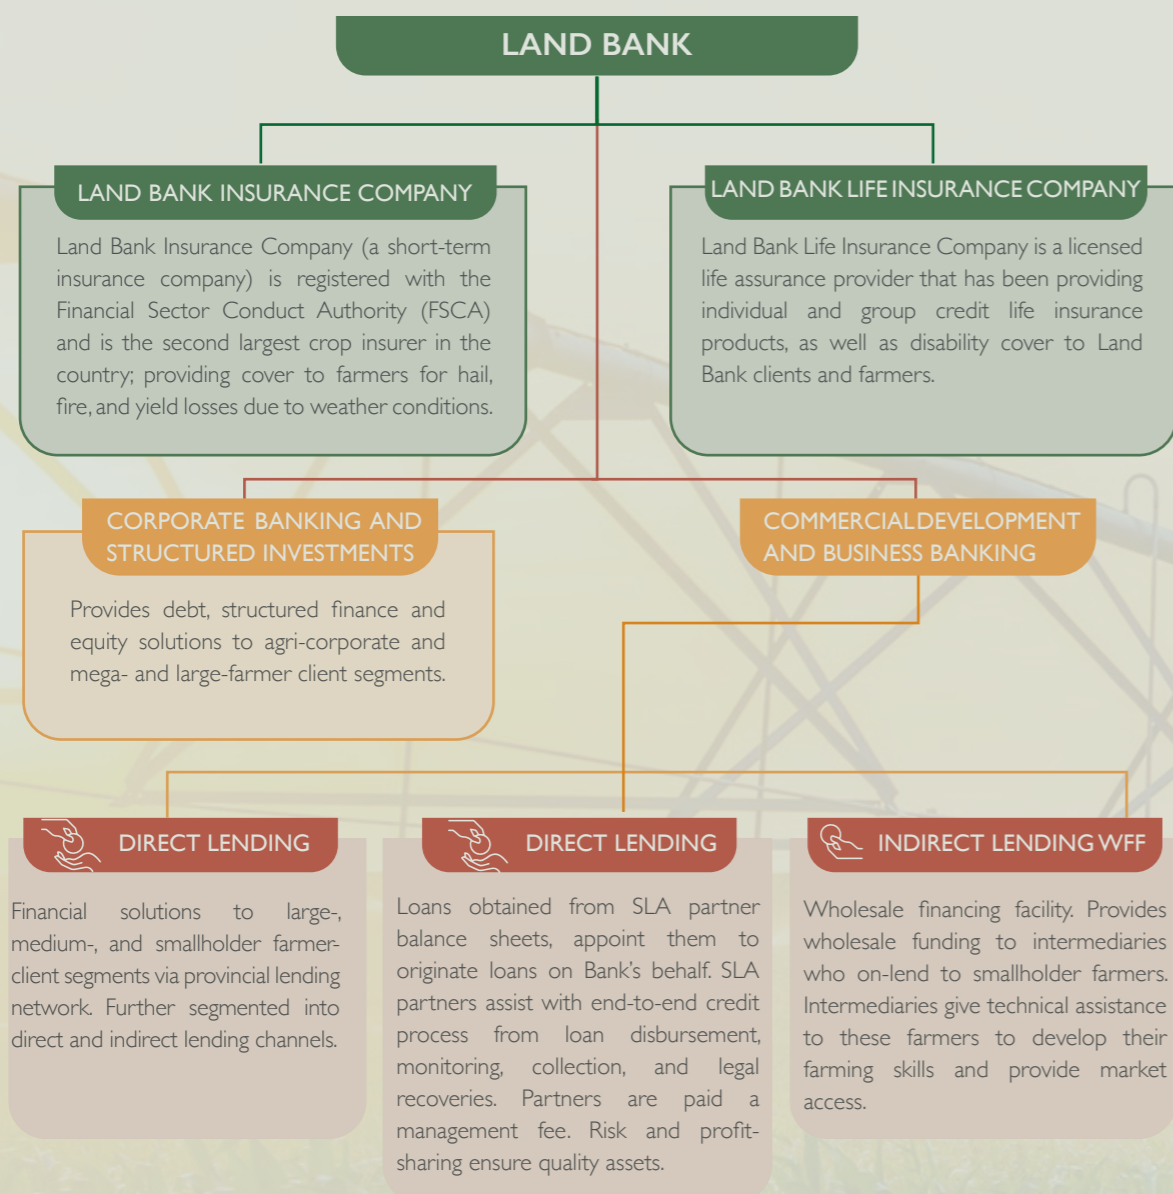 LAND BANK
LAND BANK INSURANCE COMPANY
Land Bank Insurance Company (a short-term
insurance company) is registered with the
Financial Sector Conduct Authority (FSCA)
and is the second largest crop insurer in the
country; providing cover to farmers for hail,
fire, and yield losses due to weather conditions.
LAND BANK LIFE INSURANCE COMPANY
Land Bank Life Insurance Company is a licensed
life assurance provider that has been providing
individual and group credit life insurance
products, as well as disability cover to Land
Bank clients and farmers.
CORPORATE BANKING AND
STRUCTURED INVESTMENTS
Provides debt, structured finance and
equity solutions to agri-corporate and
mega- and large-farmer client segments.
COMMERCIAL DEVELOPMENT
AND BUSINESS BANKING
DIRECT LENDING
Financial solutions to large-,
medium-, and smallholder farmer-
client segments via provincial lending
network. Further segmented into
direct and indirect lending channels.
DIRECT LENDING
Loans obtained from SLA partner
balance sheets, appoint them to
originate loans on Bank's behalf. SLA
partners assist with end-to-end credit
process from loan disbursement,
monitoring, collection, and legal
recoveries. Partners are paid a
management fee. Risk and profit-
sharing ensure quality assets.
INDIRECT LENDING WFF
Wholesale financing facility. Provides
wholesale funding to intermediaries
who on-lend to smallholder farmers.
Intermediaries give technical assistance
to these farmers to develop their
farming skills and provide market
access.